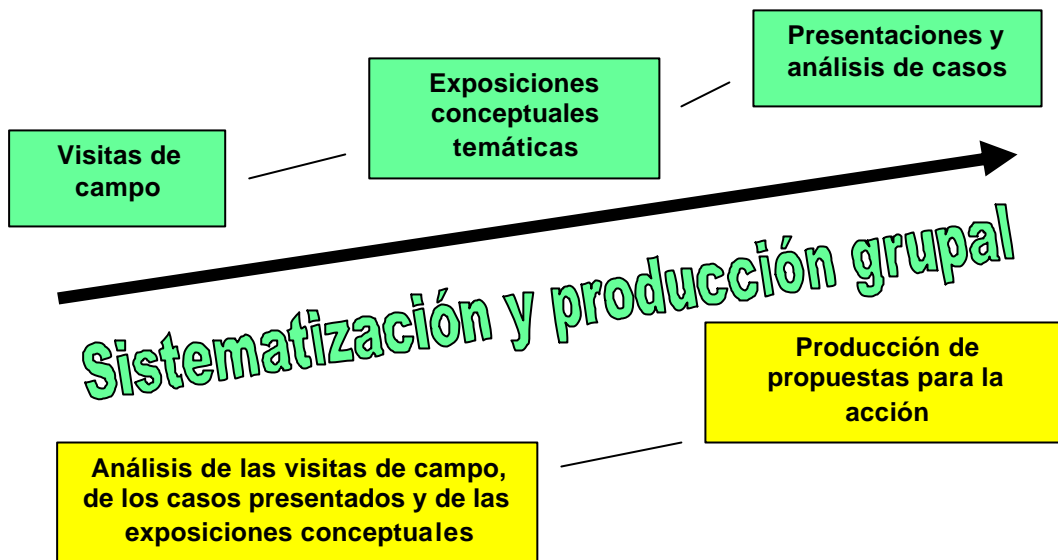 Presentaciones y
análisis de casos
Exposiciones
conceptuales
temáticas
Visitas de
campo
Sistematización y producción grupal
Producción de
propuestas para la
acción
Análisis de las visitas de campo,
de los casos presentados y de las
exposiciones conceptuales